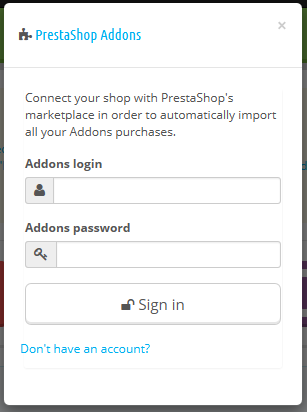 PrestaShop Addons
×
Connect your shop with PrestaShop's
marketplace in order to automatically import
all your Addons purchases.
Addons login
Addons password
Sign in
Don't have an account?